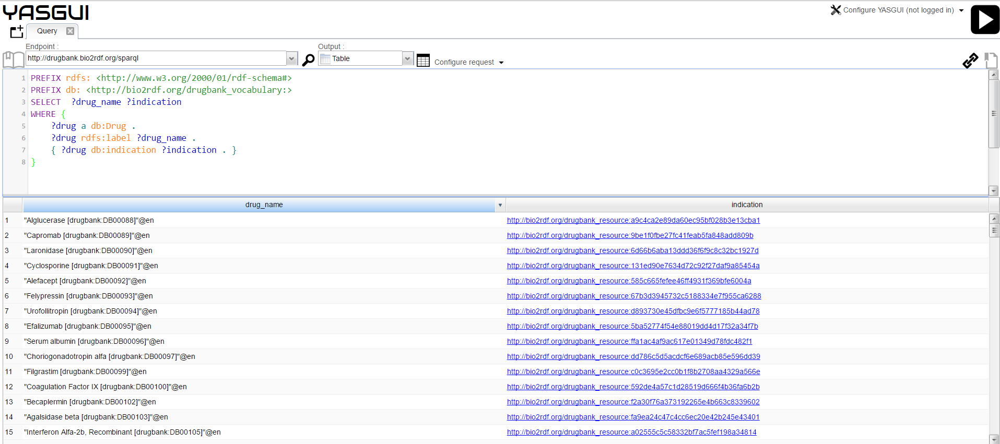 YASGUI
Configure YASGUI (not logged in)
Query
Endpoint :
Output :
http://drugbank.bio2rdf.org/sparql
Table
Configure request
1 PREFIX rdfs: <http://www.w3.org/2000/01/rdf-schema#>
2 PREFIX db: <http://bio2rdf.org/drugbank_vocabulary:>
3 SELECT  ?drug_name ?indication
4 WHERE {
5     ?drug a db:Drug .
6     ?drug rdfs:label ?drug_name .
7     { ?drug db:indication ?indication . }
8 }
drug_name indication
1 "Alglucerase [drugbank:DB00088]"@en http://bio2rdf.org/drugbank_resource:a9c4ca2e89da60ec95bf028b3e13cba1
2 "Capromab [drugbank:DB00089]"@en http://bio2rdf.org/drugbank_resource:9be1f0fbe27fc41feab5fa848add809b
3 "Laronidase [drugbank:DB00090]"@en http://bio2rdf.org/drugbank_resource:6d66b6aba13ddd36f6f9c8c32bc1927d
4 "Cyclosporine [drugbank:DB00091]"@en http://bio2rdf.org/drugbank_resource:131ed90e7634d72c92f27daf9a85454a
5 "Alefacept [drugbank:DB00092]"@en http://bio2rdf.org/drugbank_resource:585c665fefee46ff4931f369bfe6004a
6 "Felypressin [drugbank:DB00093]"@en http://bio2rdf.org/drugbank_resource:67b3d3945732c5188334e7f955ca6288
7 "Urofollitropin [drugbank:DB00094]"@en http://bio2rdf.org/drugbank_resource:d893730e45dfbc9e6f5777185b44ad78
8 "Efalizumab [drugbank:DB00095]"@en http://bio2rdf.org/drugbank_resource:5ba52774f54e88019dd4d17f32a34f7b
9 "Serum albumin [drugbank:DB00096]"@en http://bio2rdf.org/drugbank_resource:ffa1ac4af9ac617e01349d78fdc482f1
10 "Choriogonadotropin alfa [drugbank:DB00097]"@en http://bio2rdf.org/drugbank_resource:dd786c5d5acdcf6e689acb85e596dd39
11 "Filgrastim [drugbank:DB00099]"@en http://bio2rdf.org/drugbank_resource:c0c3695e2cc0b1f8b2708aa4329a566e
12 "Coagulation Factor IX [drugbank:DB00100]"@en http://bio2rdf.org/drugbank_resource:592de4a57c1d28519d666f4b36fa6b2b
13 "Becaplermin [drugbank:DB00102]"@en http://bio2rdf.org/drugbank_resource:f2a30f76a373192265e4b663c8339602
14 "Agalsidase beta [drugbank:DB00103]"@en http://bio2rdf.org/drugbank_resource:fa9ea24c47c4cc6ec20e42b245e43401
15 "Interferon Alfa-2b, Recombinant [drugbank:DB00105]"@en http://bio2rdf.org/drugbank_resource:a02555c5c58332bf7ac5fef198a34814